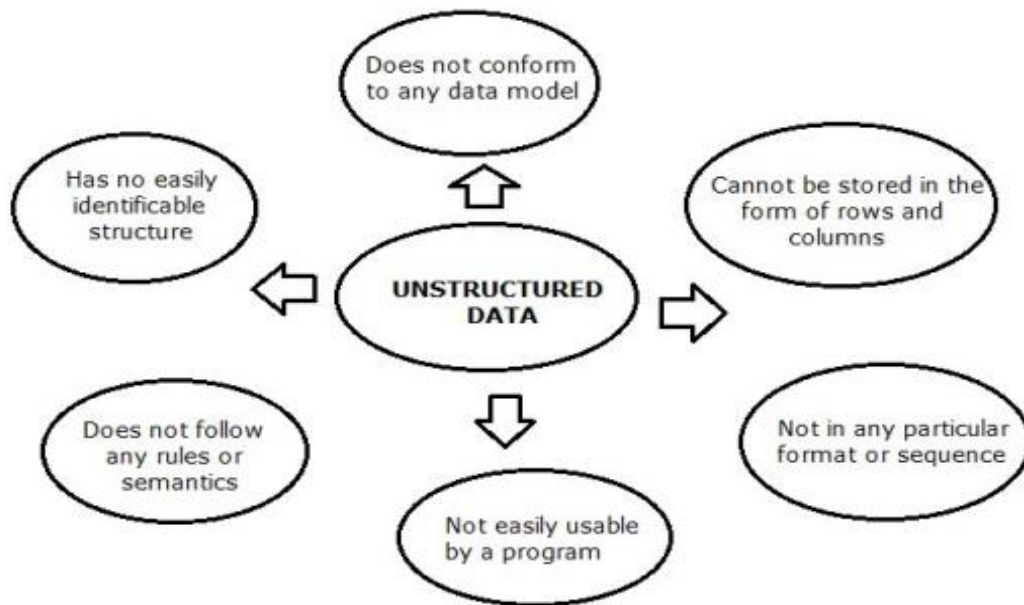 Does not conform
to any data model
Has no easily
identificable
structure
Cannot be stored in the
form of rows and
columns
UNSTRUCTURED
DATA
Does not follow
any rules or
semantics
Not in any particular
format or sequence
Not easily usable
by a program